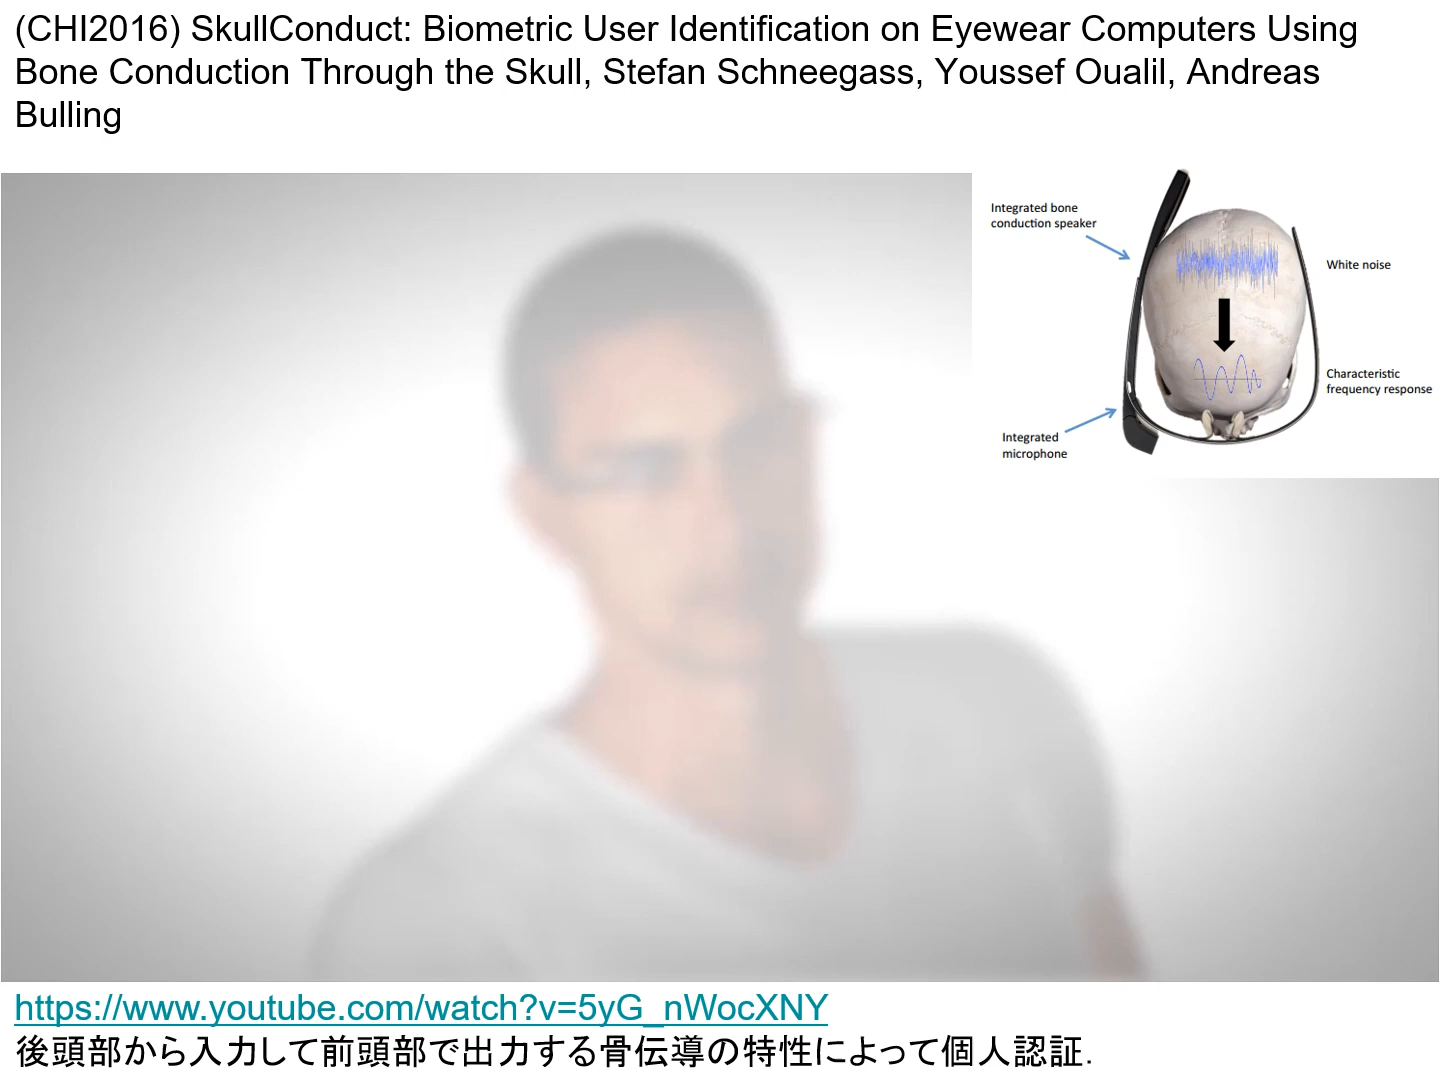 (CHI2016) SkullConduct: Biometric User Identification on Eyewear Computers Using
Bone Conduction Through the Skull, Stefan Schneegass, Youssef Oualil, Andreas
Bulling
Integrated bone
conduction speaker
White noise
Characteristic
frequency response
Integrated
microphone
https://www.youtube.com/watch?v=5yG_nWocXNY
後頭部から入力して前頭部で出力する骨伝導の特性によって個人認証.